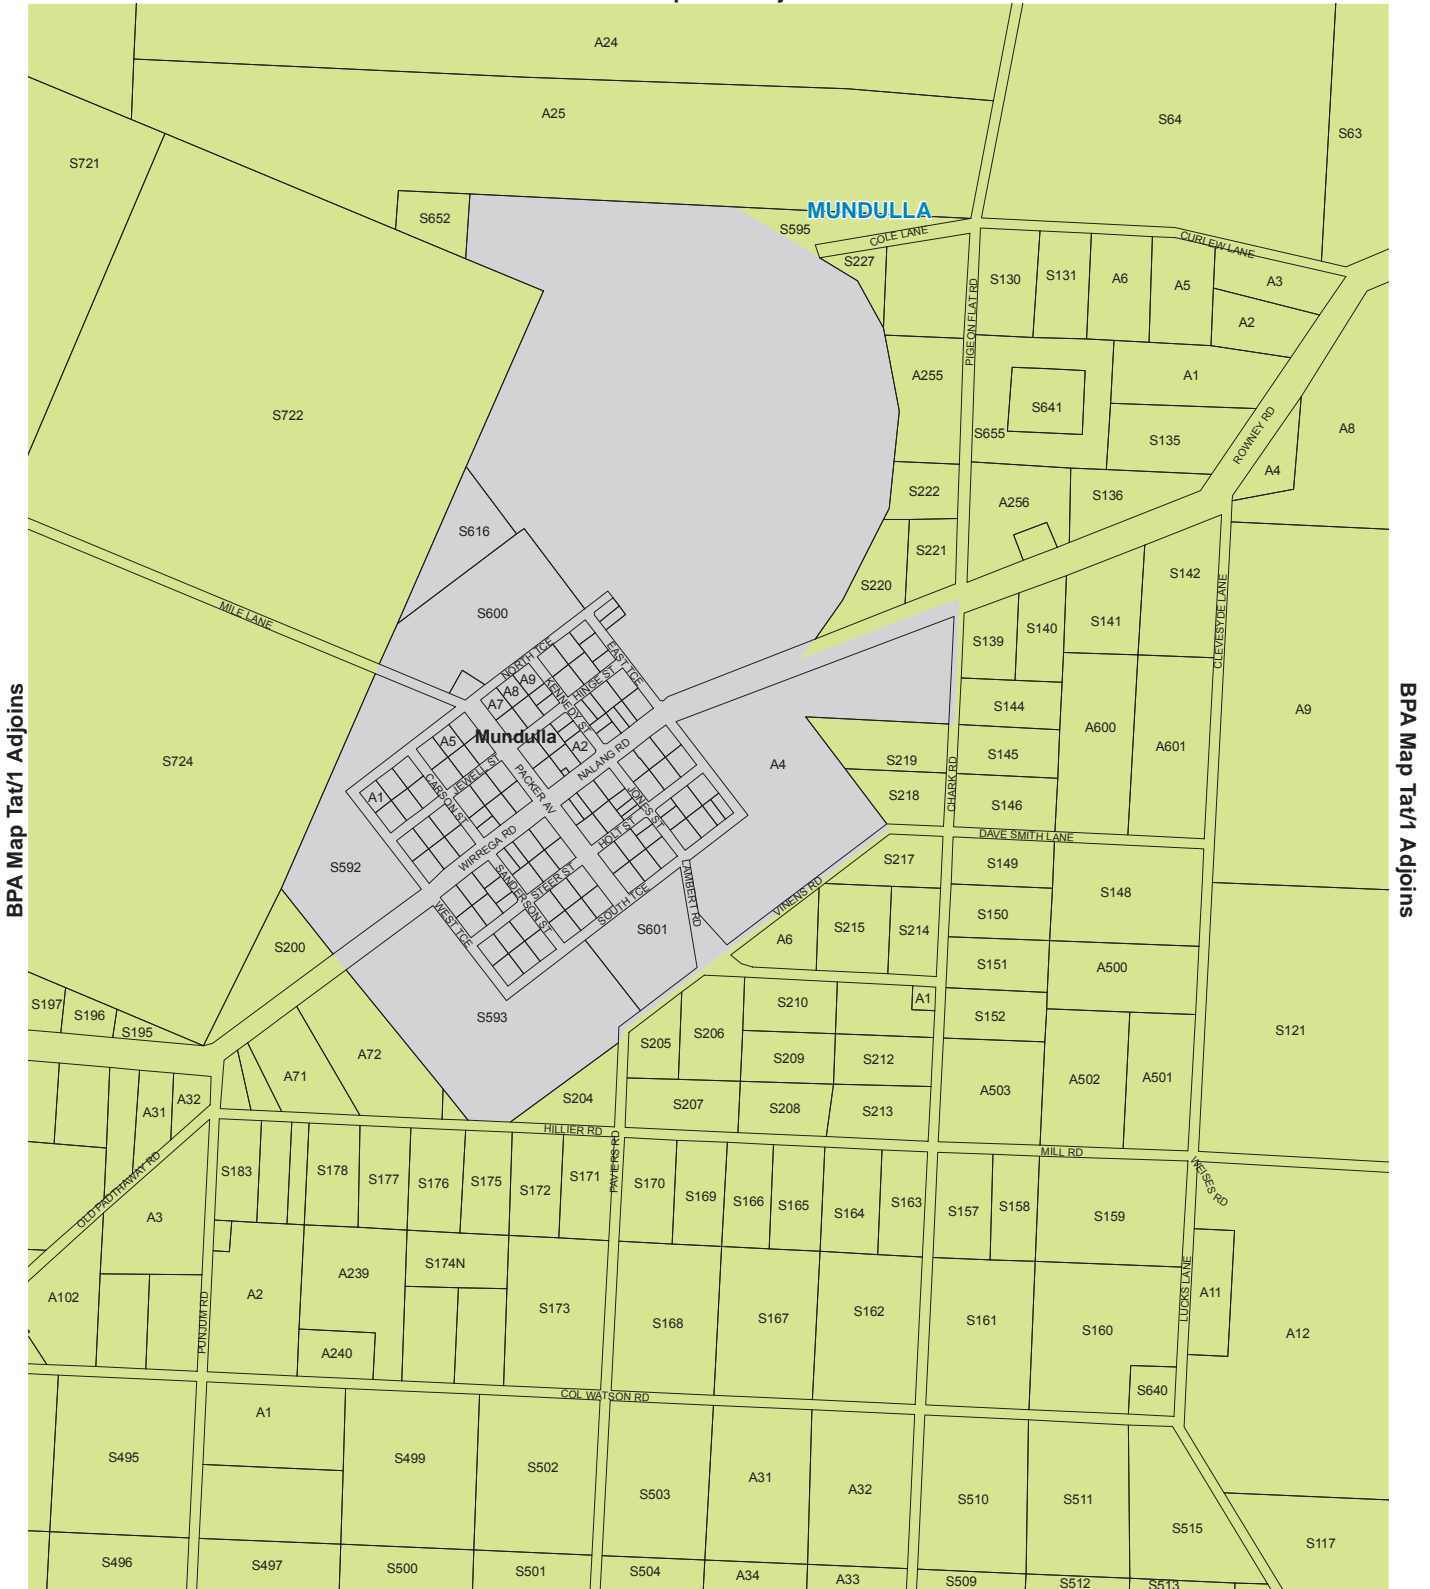 A24
A25
S64
S63
S721
S652
MUNDULLA
S595
COLE LANE
S227
CURLEW LANE
S130
S131
A6
A5
A3
A2
PIGEON FLAT RD
A255
A1
S722
S641
S655
S135
ROWNEY RD
A8
A4
S222
A256
S136
S616
S221
S220
S142
S600
MILE LANE
S139
S140
S141
CLEVESYDE LANE
NORTH TCE
EAST TCE
HINGE ST
KENNEDY ST
A9
A8
A7
S144
A600
A601
A9
BPA Map Tat/1 Adjoins
BPA Map Tat/1 Adjoins
S724
A5
Mundulla
A2
NALANG RD
A4
S219
S145
JEWELL ST
PACKER AV
A1
CARSON ST
S218
CHARK RD
S146
JONES ST
HOLT ST
WIRREGA RD
DAVE SMITH LANE
S592
S217
S149
S148
STEER ST
SANDERSON ST
LAMBERT RD
VINENS RD
WEST TCE
SOUTH TCE
S601
S150
A6
S215
S214
S200
S151
A500
S197
S196
S195
S593
S210
A1
S152
S205
S206
S121
A72
A71
S209
S212
A503
A502
A501
A31
A32
S204
S207
S208
S213
HILLIER RD
MILL RD
WEISES RD
OLD PADTHAWAY RD
S183
S178
S177
S176
S175
S172
S171
PAVIERS RD
S170
S169
S166
S165
S164
S163
S157
S158
S159
A3
A102
PUNJUM RD
A2
A239
S174N
S173
A240
S168
S167
S162
S161
S160
LUCKS LANE
A11
A12
S640
COL WATSON RD
A1
S495
S499
S502
S503
A31
A32
S510
S511
S515
S117
S496
S497
S500
S501
S504
A34
A33
S509
S512
S513